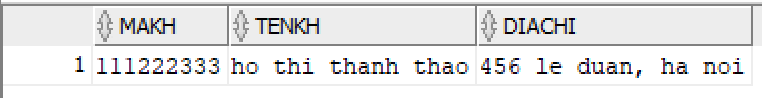 MAKH TENKH DIACHI
1 111222333 ho thi thanh thao 456 le duan, ha noi